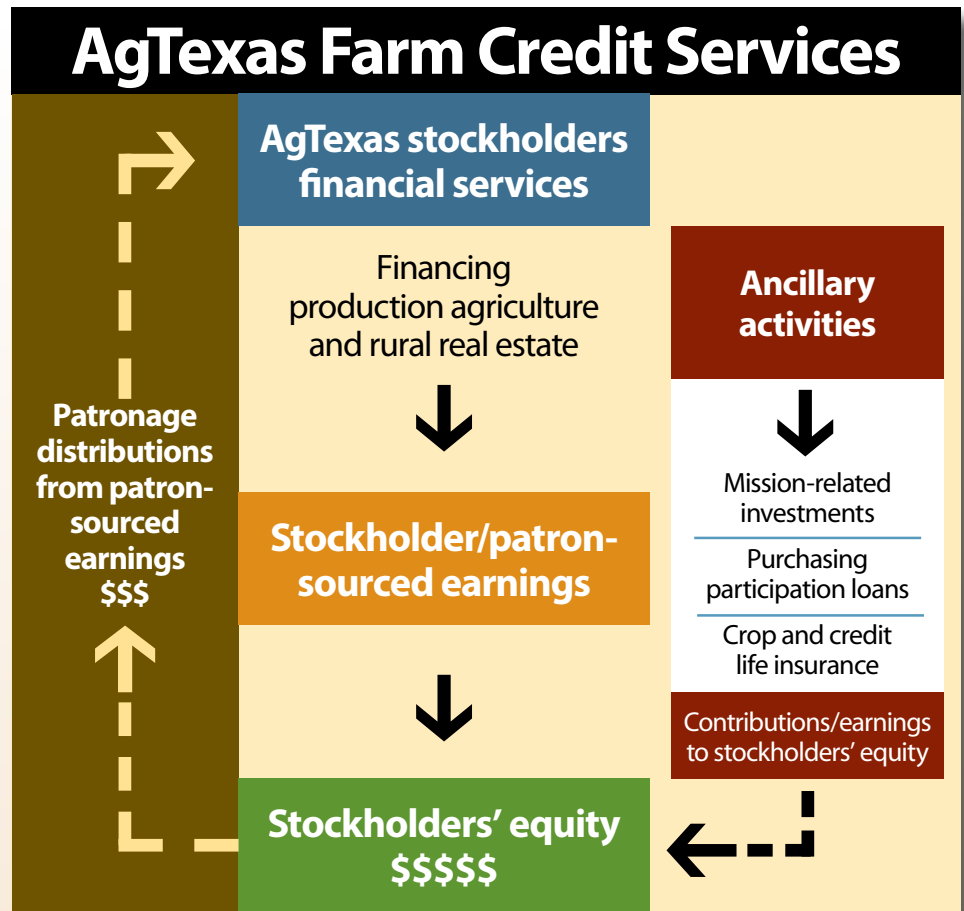 AgTexas Farm Credit Services
AgTexas stockholders
financial services
Financing
production agriculture
and rural real estate
Stockholder/patron-
sourced earnings
Stockholders’ equity
$$$$$
Patronage
distributions
from patron-
sourced
earnings
$$$
Ancillary
activities
Mission-related
investments
Purchasing
participation loans
Crop and credit
life insurance
Contributions/earnings
to stockholders’ equity